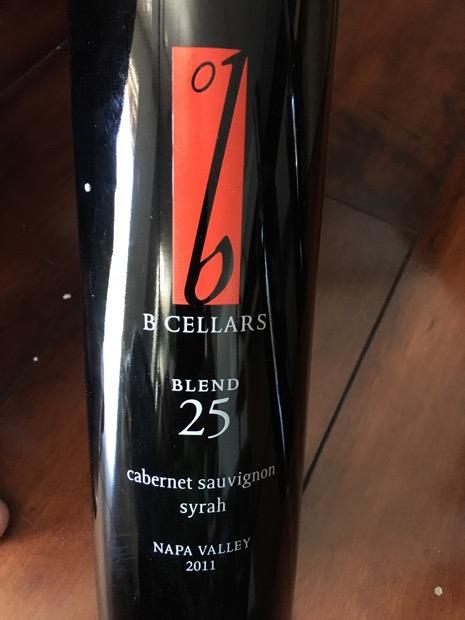 °b
B CELLARS
BLEND
25
cabernet sauvignon
syrah
NAPA VALLEY
2011